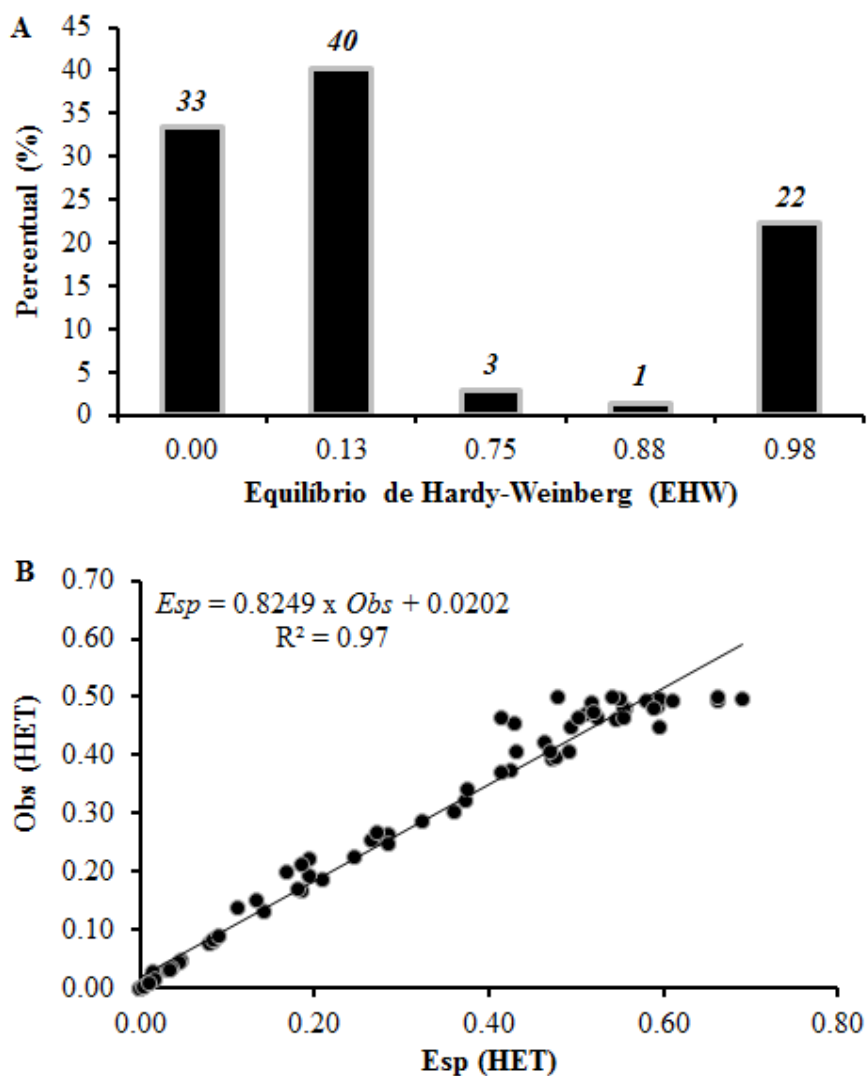 A
Percentual (%)
45
40
35
30
25
20
15
10
5
0
33
40
3
1
22
0.00 0.13 0.75 0.88 0.98
Equilíbrio de Hardy-Weinberg (EHW)
B
Obs (HET)
0.70
0.60
0.50
0.40
0.30
0.20
0.10
0.00
Esp = 0.8249 x Obs + 0.0202
R² = 0.97
0.00 0.20 0.40 0.60 0.80
Esp (HET)